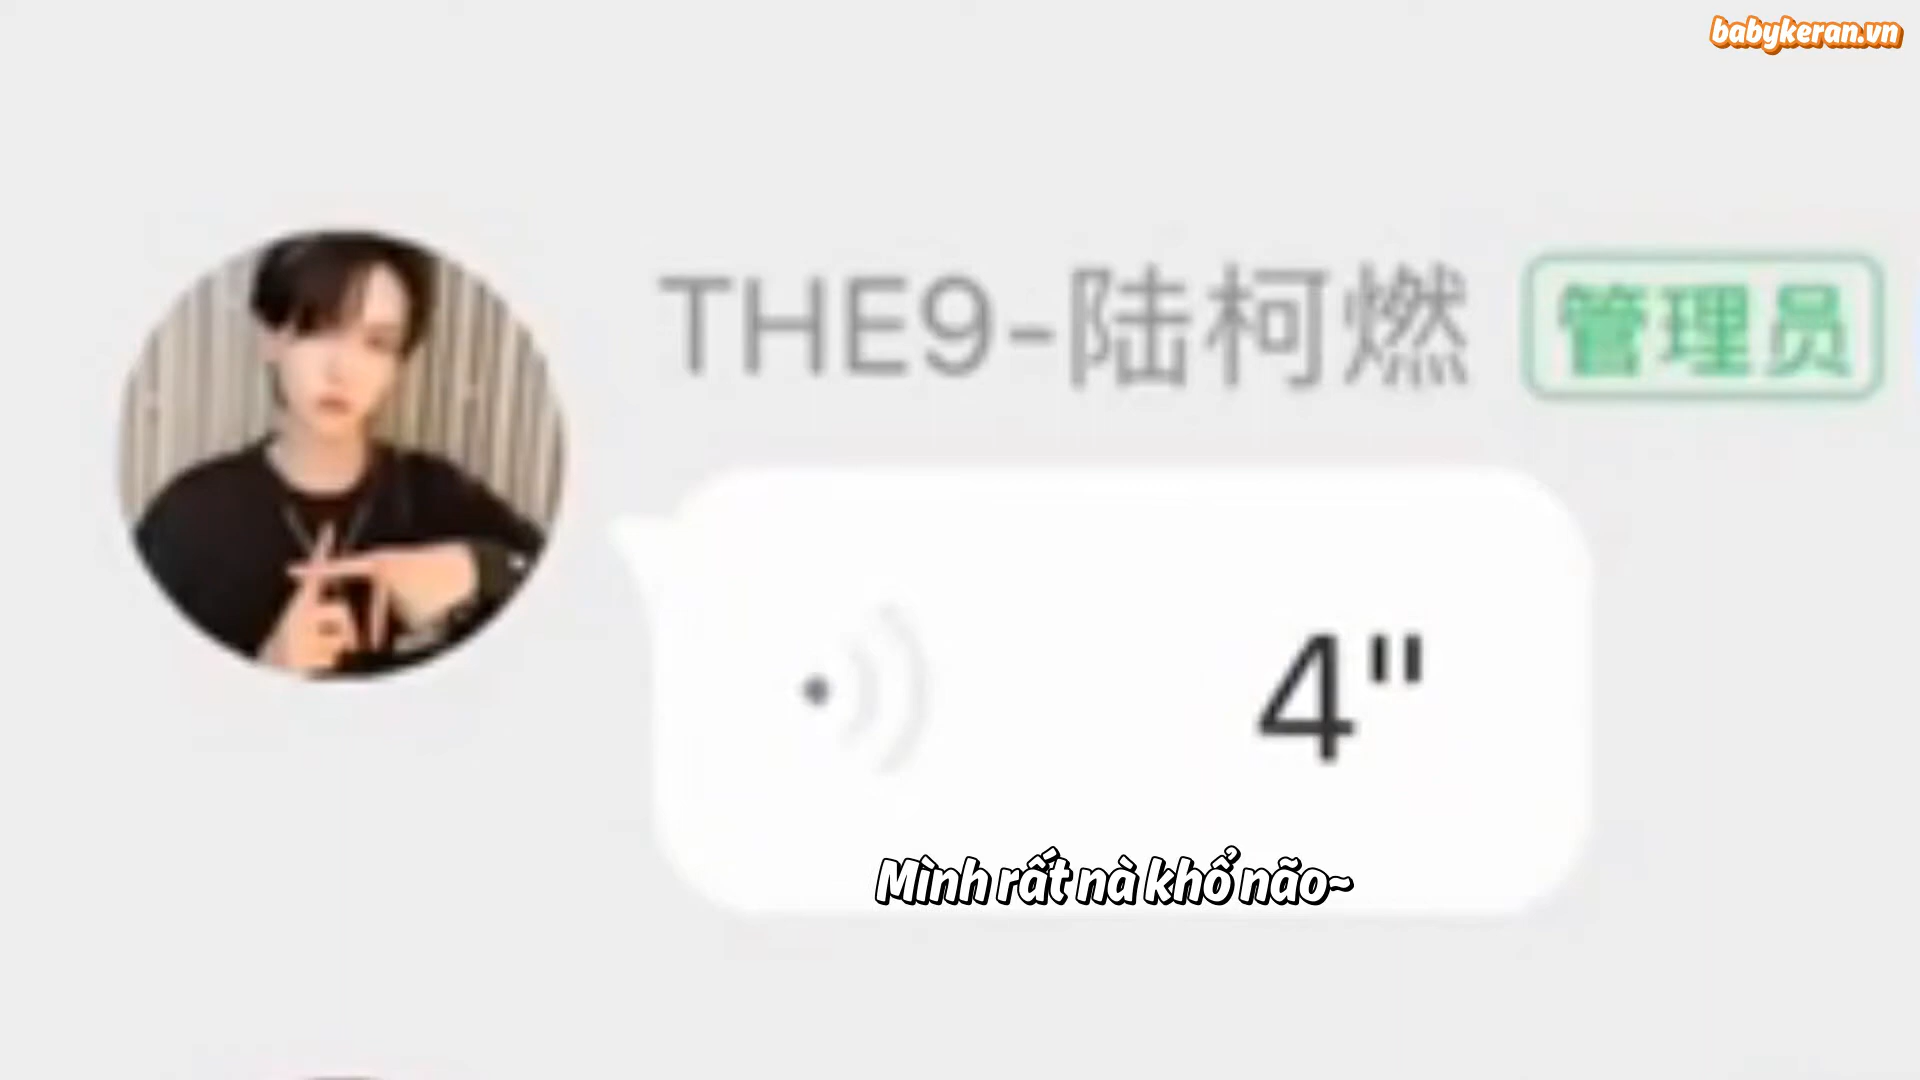 babykeran.vn
THE9-陆柯燃 管理员
4"
Mình rất nà khổ não~